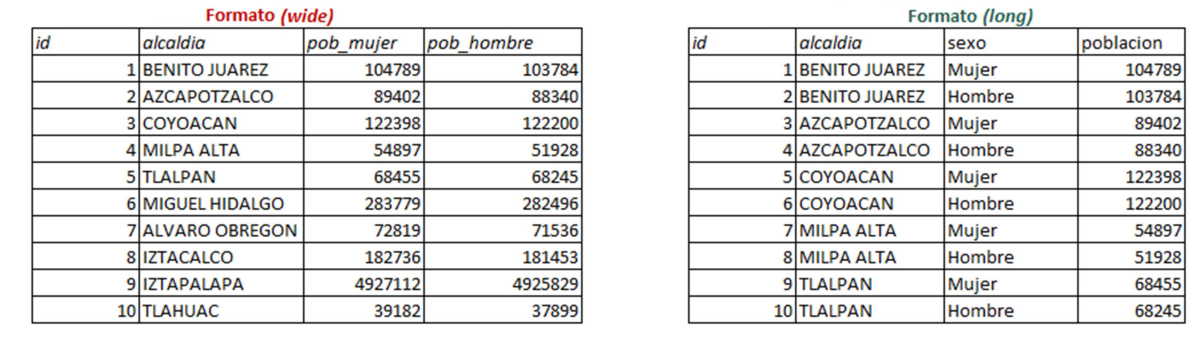 Formato (wide)
id alcaldia pob_mujer pob_hombre
1 BENITO JUAREZ 104789 103784
2 AZCAPOTZALCO 89402 88340
3 COYOACAN 122398 122200
4 MILPA ALTA 54897 51928
5 TLALPAN 68455 68245
6 MIGUEL HIDALGO 283779 282496
7 ALVARO OBREGON 72819 71536
8 IZTACALCO 182736 181453
9 IZTAPALAPA 4927112 4925829
10 TLAHUAC 39182 37899
Formato (long)
id alcaldia sexo poblacion
1 BENITO JUAREZ Mujer 104789
2 BENITO JUAREZ Hombre 103784
3 AZCAPOTZALCO Mujer 89402
4 AZCAPOTZALCO Hombre 88340
5 COYOACAN Mujer 122398
6 COYOACAN Hombre 122200
7 MILPA ALTA Mujer 54897
8 MILPA ALTA Hombre 51928
9 TLALPAN Mujer 68455
10 TLALPAN Hombre 68245